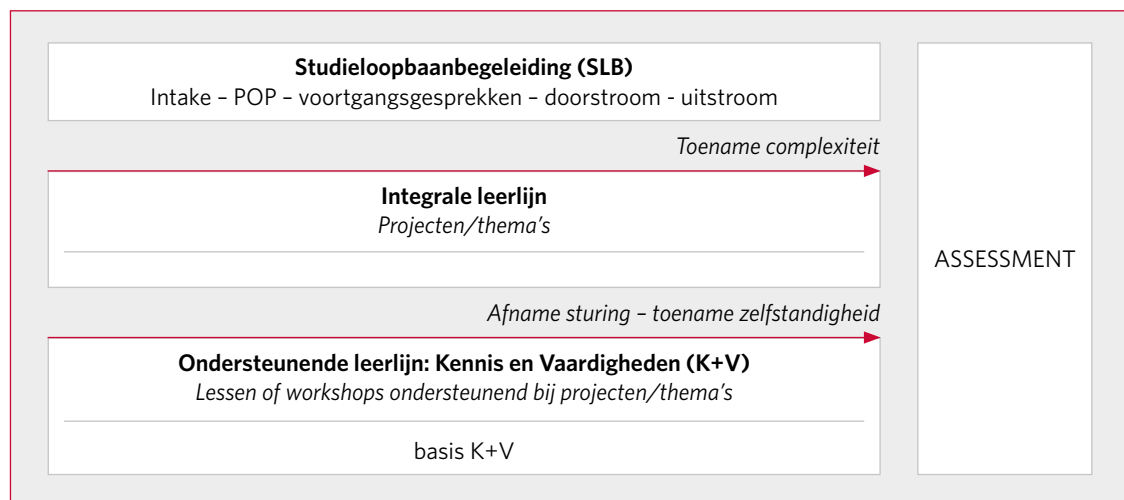 Studieloopbaanbegeleiding (SLB)
Intake – POP – voortgangsgesprekken – doorstroom - uitstroom
Toename complexiteit
Integrale leerlijn
Projecten/thema's
Afname sturing – toename zelfstandigheid
Ondersteunende leerlijn: Kennis en Vaardigheden (K+V)
Lessen of workshops ondersteunend bij projecten/thema's
basis K+V
ASSESSMENT